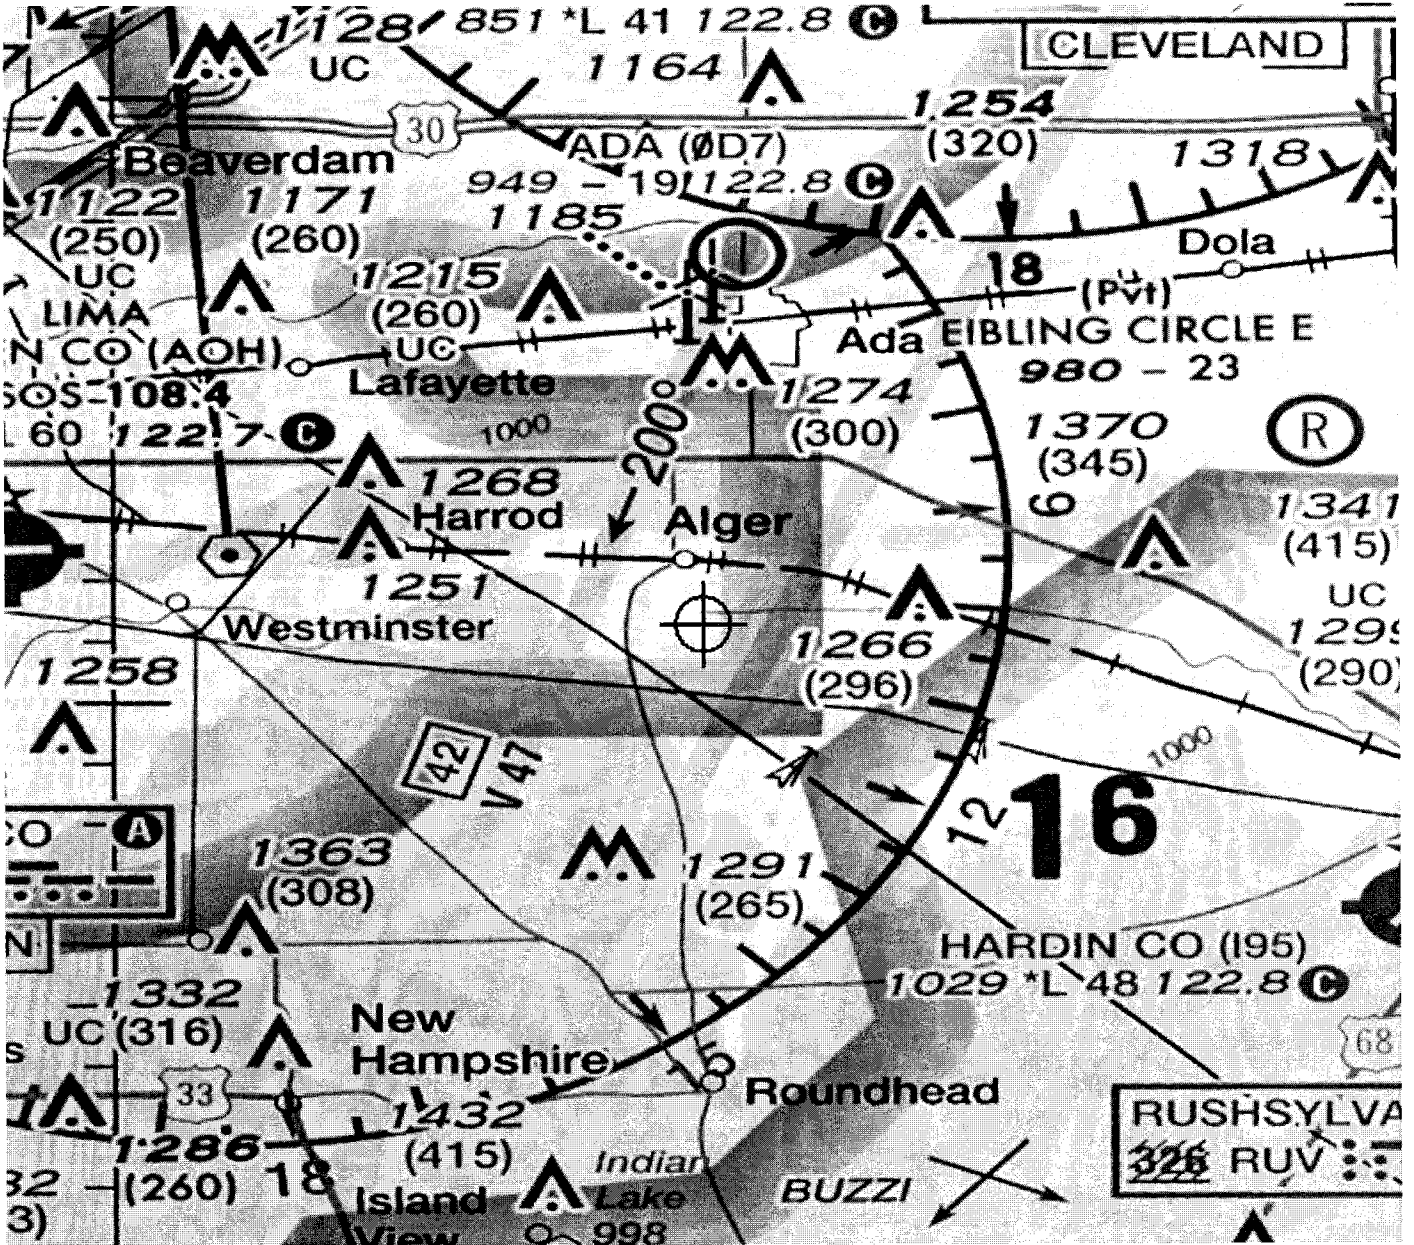 1128
UC
851 *L 41 122.8 C
1164
CLEVELAND
30
1254
(320)
1318
Beaverdam
ADA (ØD7)
949 - 19 122.8 C
1122
(250)
UC
1171
(260)
1185
LIMA
1215
(260)
UC
18
Dola
(Pvt)
EIBLING CIRCLE E
980 - 23
Ada
N CO (AOH)
108.4
Lafayette
60 122.7 C
1000
200°
1274
(300)
1370
(345)
R
1268
Harrod
Alger
9
1341
(415)
UC
1251
Westminster
1266
(296)
(290)
1258
42
V 47
1000
12
16
CO A
1363
(308)
1291
(265)
N
HARDIN CO (I95)
1029 *L 48 122.8 C
1332
UC (316)
New
Hampshire
15
68
33
Roundhead
1432
(415)
1286
(260)
18
RUSHSYLVA
326 RUV
Indian
Lake
998
BUZZI
Island
View